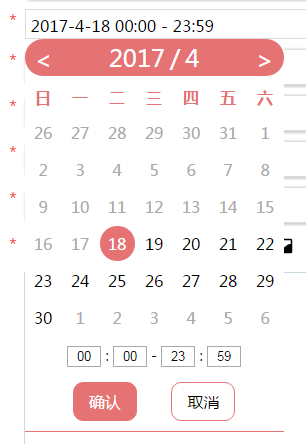 * 2017-4-18 00:00 - 23:59
* < 2017 / 4 >
日 一 二 三 四 五 六
26 27 28 29 30 31 1
2 3 4 5 6 7 8
9 10 11 12 13 14 15
16 17 18 19 20 21 22
23 24 25 26 27 28 29
30 1 2 3 4 5 6
00 : 00 - 23 : 59
确认 取消